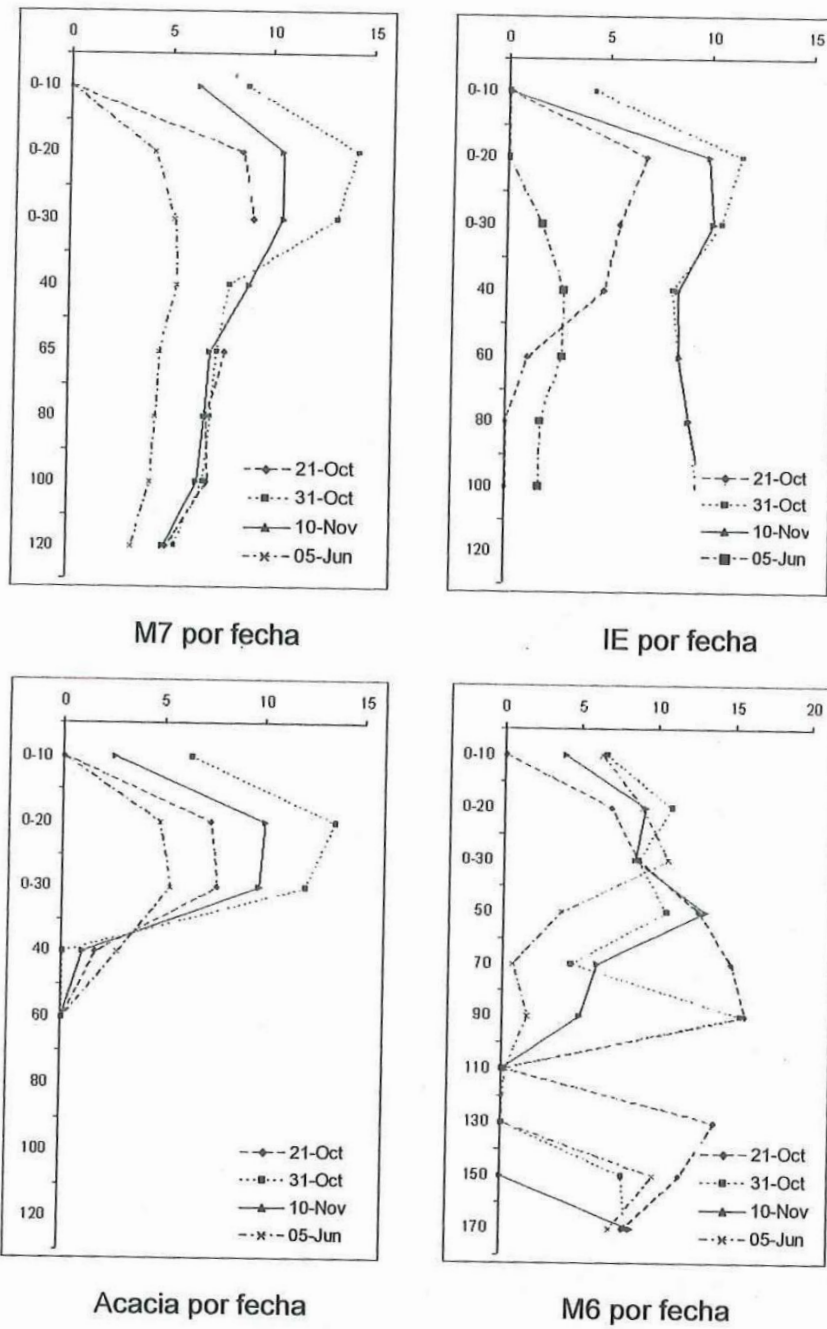 0 5 10 15
0-10
0-20
0-30
40
65
80
100
120
21-Oct
31-Oct
10-Nov
05-Jun
M7 por fecha
0 5 10 15
0-10
0-20
0-30
40
60
80
100
120
21-Oct
31-Oct
10-Nov
05-Jun
IE por fecha
0 5 10 15
0-10
0-20
0-30
40
60
80
100
120
21-Oct
31-Oct
10-Nov
05-Jun
Acacia por fecha
0 5 10 15 20
0-10
0-20
0-30
50
70
90
110
130
150
170
21-Oct
31-Oct
10-Nov
05-Jun
M6 por fecha